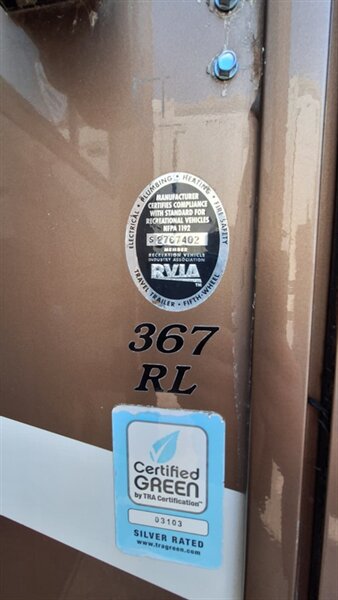 ELECTRICAL • PLUMBING • HEATING • FIRE SAFETY
MANUFACTURER
CERTIFIES COMPLIANCE
WITH STANDARD FOR
RECREATIONAL VEHICLES
NFPA 1192
S 2767402
MEMBER
RECREATION VEHICLE
INDUSTRY ASSOCIATION
RVIA
TM
TRAVEL TRAILER • FIFTH-WHEEL
367
RL
Certified
GREEN
by TRA Certification™
03103
SILVER RATED
www.tragreen.com